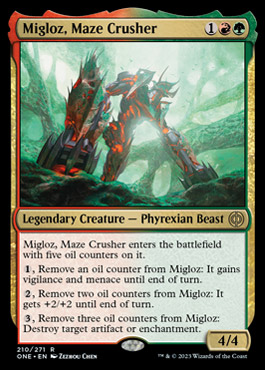 Migloz, Maze Crusher 1
Legendary Creature — Phyrexian Beast
Migloz, Maze Crusher enters the battlefield
with five oil counters on it.
1, Remove an oil counter from Migloz: It gains
vigilance and menace until end of turn.
2, Remove two oil counters from Migloz: It
gets +2/+2 until end of turn.
3, Remove three oil counters from Migloz:
Destroy target artifact or enchantment.
4/4
210/271 R
ONE • EN ZEZHOU CHEN
™ & © 2023 Wizards of the Coast